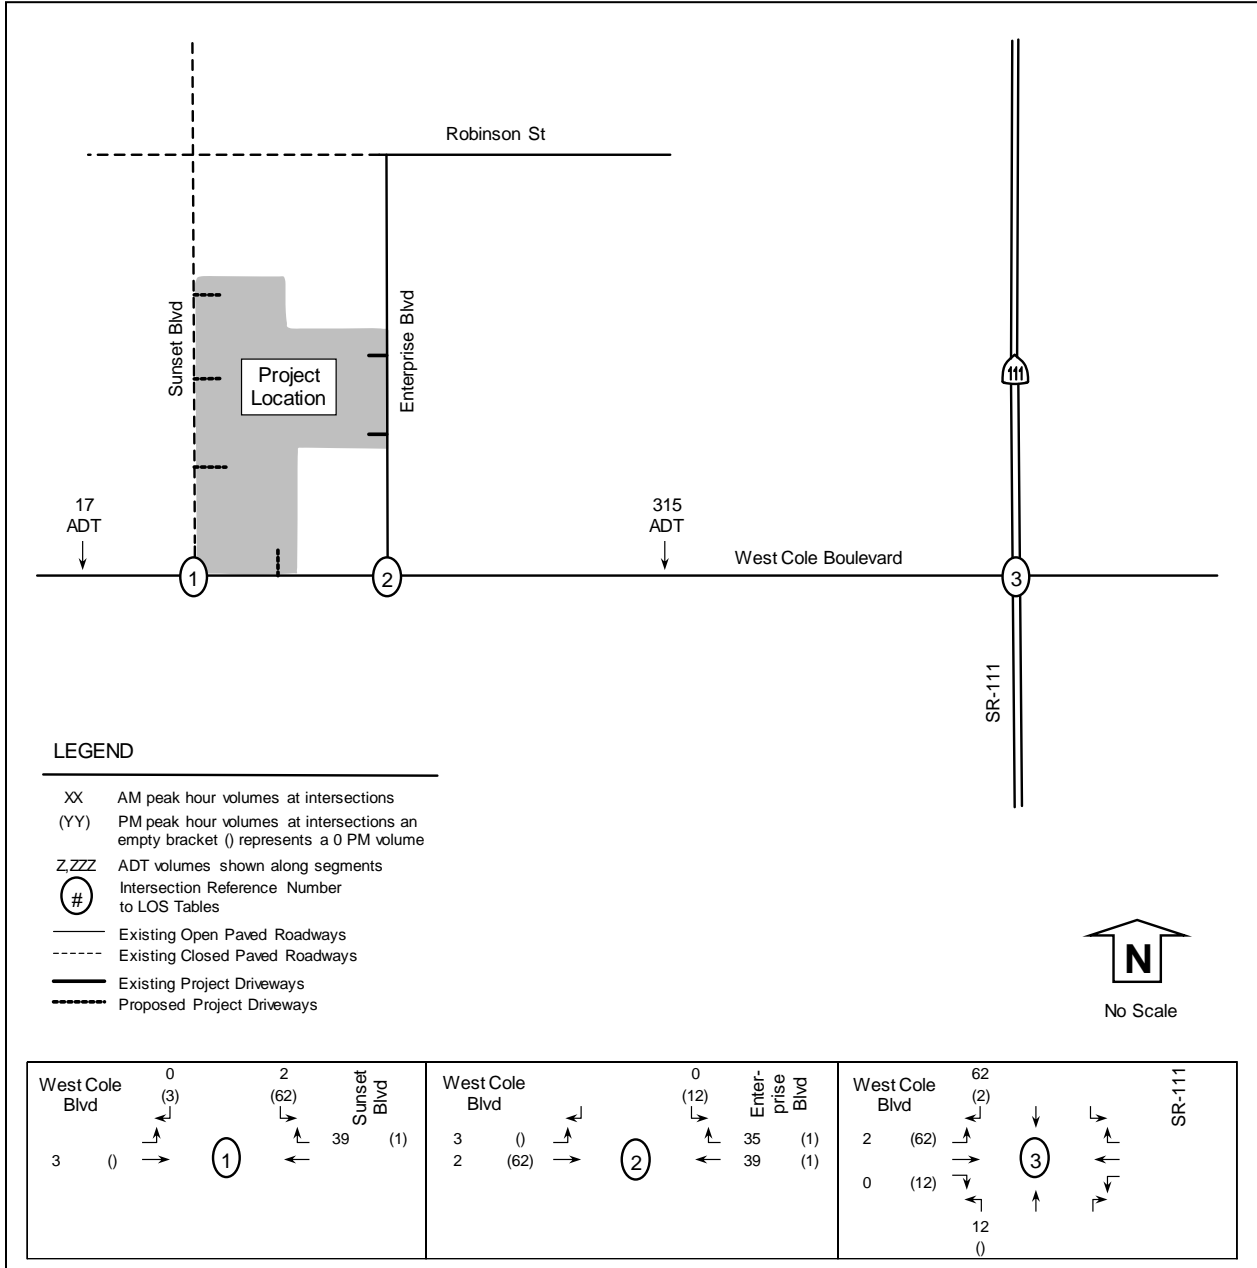 Robinson St
Sunset Blvd
Enterprise Blvd
Project
Location
111
17
ADT
315
ADT
West Cole Boulevard
1
2
3
SR-111
LEGEND
XX AM peak hour volumes at intersections
(YY) PM peak hour volumes at intersections an
empty bracket () represents a 0 PM volume
Z,ZZZ ADT volumes shown along segments
# Intersection Reference Number
to LOS Tables
Existing Open Paved Roadways
Existing Closed Paved Roadways
Existing Project Driveways
Proposed Project Driveways
N
No Scale
West Cole
Blvd
0
(3)
2
(62)
Sunset
Blvd
39 (1)
3 ()
1
West Cole
Blvd
0
(12)
Enter-
prise
Blvd
3 ()
2 (62)
2
35 (1)
39 (1)
West Cole
Blvd
62
(2)
SR-111
2 (62)
3
0 (12)
12
()